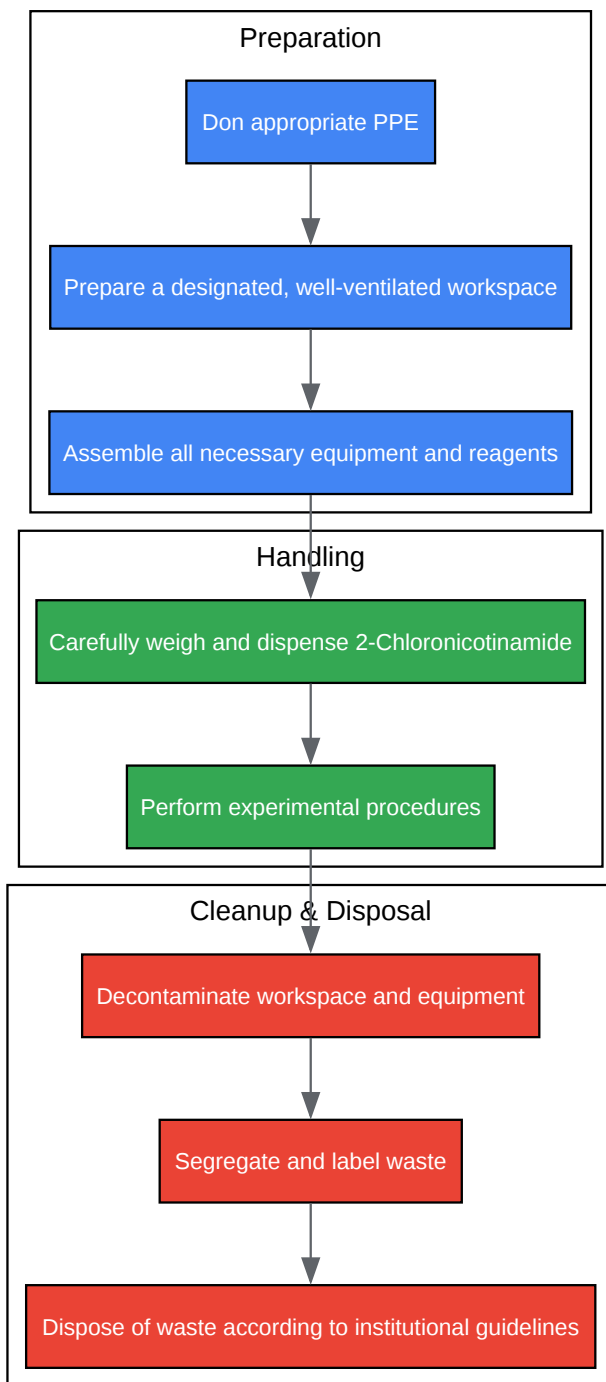 Preparation
Don appropriate PPE
Prepare a designated, well-ventilated workspace
Assemble all necessary equipment and reagents
Handling
Carefully weigh and dispense 2-Chloronicotinamide
Perform experimental procedures
Cleanup & Disposal
Decontaminate workspace and equipment
Segregate and label waste
Dispose of waste according to institutional guidelines